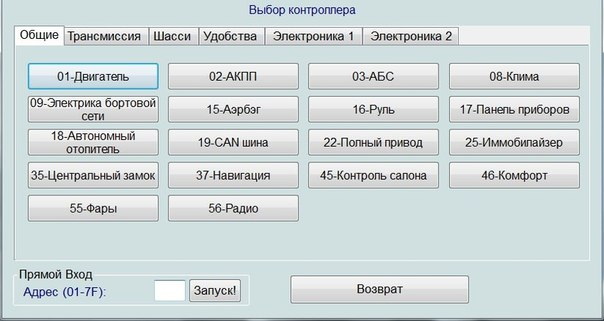 Выбор контроллера
Общие Трансмиссия Шасси Удобства Электроника 1 Электроника 2
01-Двигатель 02-АКПП 03-АБС 08-Клима
09-Электрика бортовой
сети 15-Аэрбэг 16-Руль 17-Панель приборов
18-Автономный
отопитель 19-CAN шина 22-Полный привод 25-Иммобилайзер
35-Центральный замок 37-Навигация 45-Контроль салона 46-Комфорт
55-Фары 56-Радио
Прямой Вход
Адрес (01-7F): Запуск! Возврат